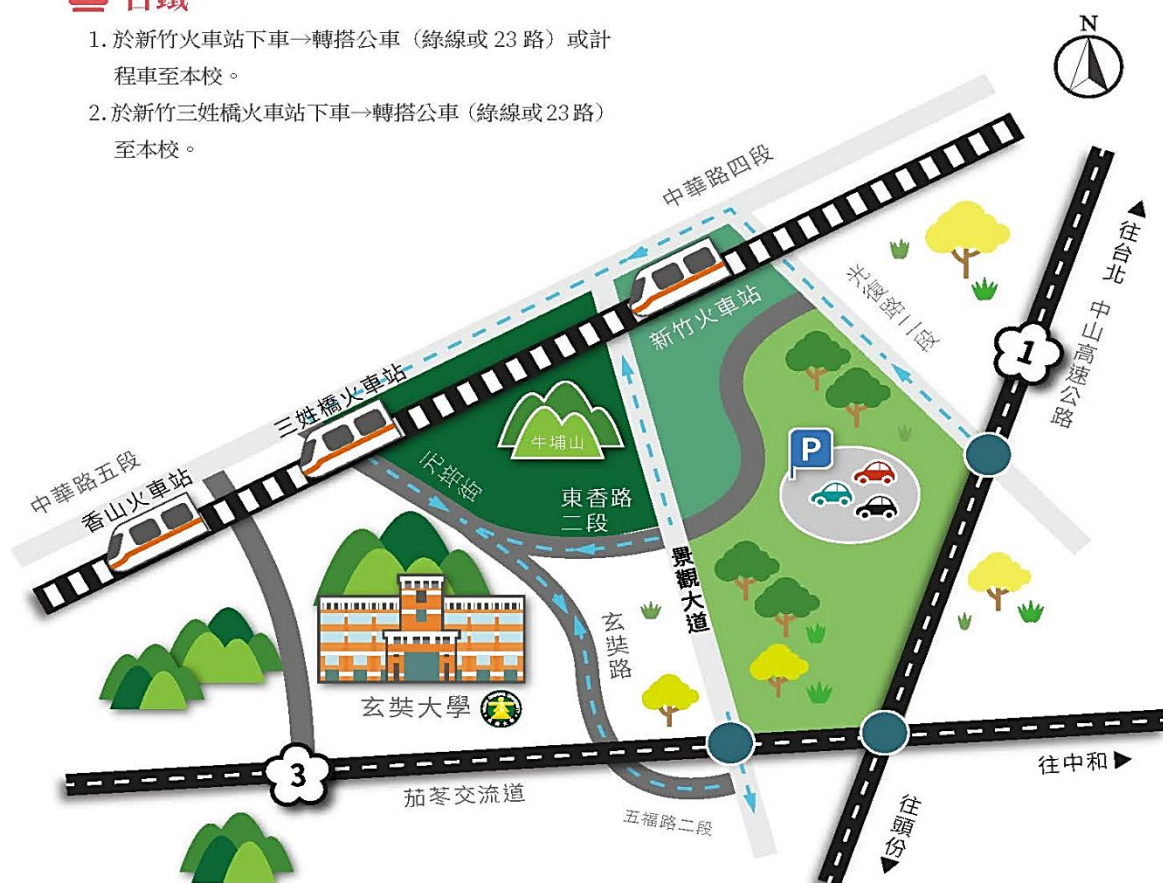 台鐵
1. 於新竹火車站下車→轉搭公車（綠線或 23 路）或計
程車至本校。
2. 於新竹三姓橋火車站下車→轉搭公車（綠線或23路）
至本校。
N
中華路四段
往台北
中山高速公路
1
光復路二段
新竹火車站
三姓橋火車站
牛埔山
P
中華路五段
香山火車站
元培街
東香路
二段
景觀大道
玄奘路
玄奘大學
3
茄苳交流道
往中和
五福路二段
往頭份